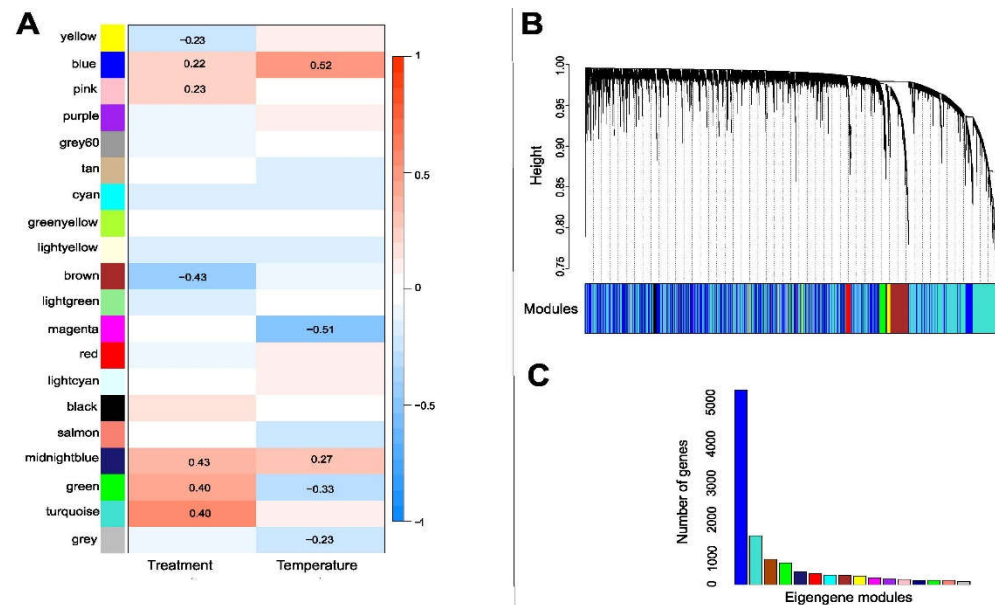 A
yellow
blue
pink
purple
grey60
tan
cyan
greenyellow
lightyellow
brown
lightgreen
magenta
red
lightcyan
black
salmon
midnightblue
green
turquoise
grey
−0.23
0.22 0.52
0.23
−0.43
−0.51
0.43 0.27
0.40 −0.33
0.40
−0.23
Treatment Temperature
1
0.5
0
−0.5
−1
B
Height
1.00
0.95
0.90
0.85
0.80
0.75
Modules
C
Number of genes
5000
4000
3000
2000
1000
0
Eigengene modules